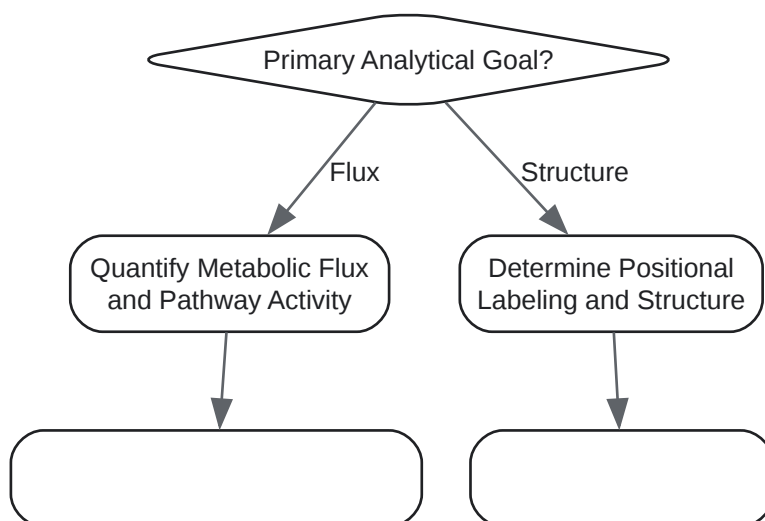 Primary Analytical Goal?
Flux
Structure
Quantify Metabolic Flux
and Pathway Activity
Determine Positional
Labeling and Structure